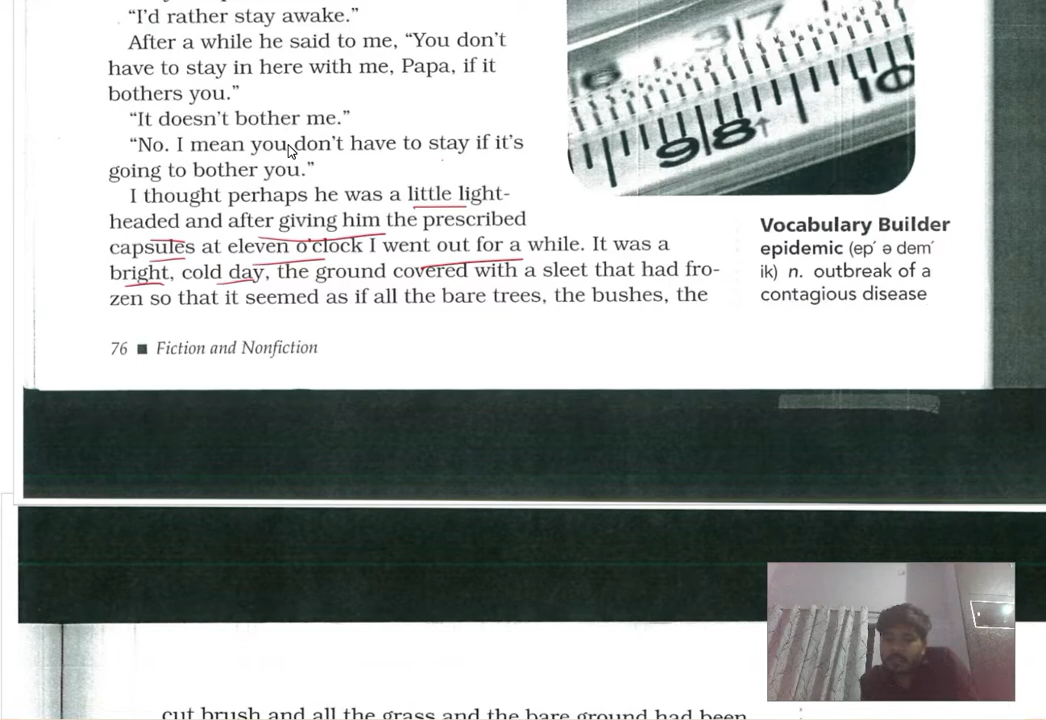 “I’d rather stay awake.”
After a while he said to me, “You don’t
have to stay in here with me, Papa, if it
bothers you.”
“It doesn’t bother me.”
“No. I mean you don’t have to stay if it’s
going to bother you.”
I thought perhaps he was a little light-
headed and after giving him the prescribed
capsules at eleven o’clock I went out for a while. It was a
bright, cold day, the ground covered with a sleet that had fro-
zen so that it seemed as if all the bare trees, the bushes, the
76 ■ Fiction and Nonfiction
98
10
Vocabulary Builder
epidemic (ep′ ə dem′
ik) n. outbreak of a
contagious disease
cut brush and all the grass and the bare ground had been